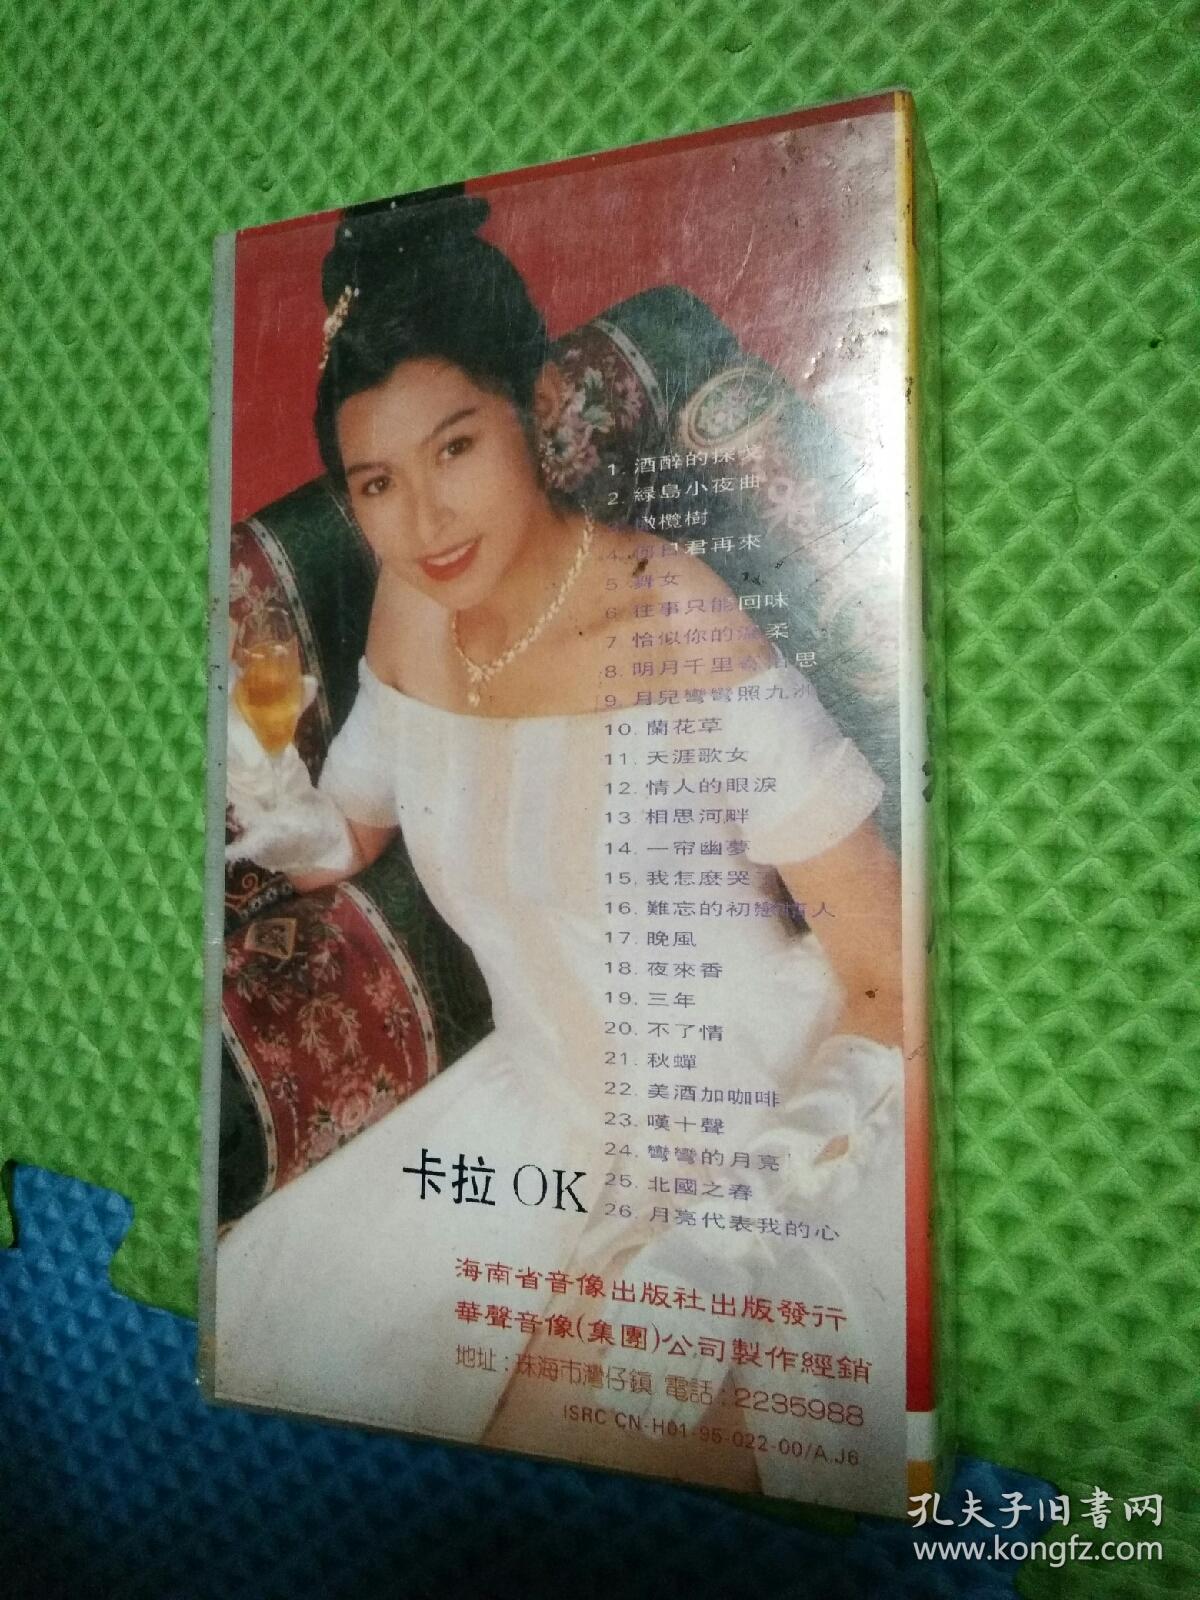 1. 酒醉的探戈
2. 綠島小夜曲
橄欖樹
4. 何日君再來
5 舞女
6 往事只能回味
7 恰似你的溫柔
8. 明月千里寄相思
9. 月兒彎彎照九洲
10. 蘭花草
11. 天涯歌女
12. 情人的眼淚
13. 相思河畔
14. 一帘幽夢
15. 我怎麼哭了
16. 難忘的初戀情人
17. 晚風
18. 夜來香
19. 三年
20. 不了情
21. 秋蟬
22. 美酒加咖啡
23. 嘆十聲
24. 彎彎的月亮
25. 北國之春
26. 月亮代表我的心
卡拉 OK
海南省音像出版社出版發行
華聲音像(集團)公司製作經銷
地址:珠海市灣仔鎮 電話:2235988
ISRC CN-H01-95-022-00/A.J6
孔夫子旧書网
www.kongfz.com